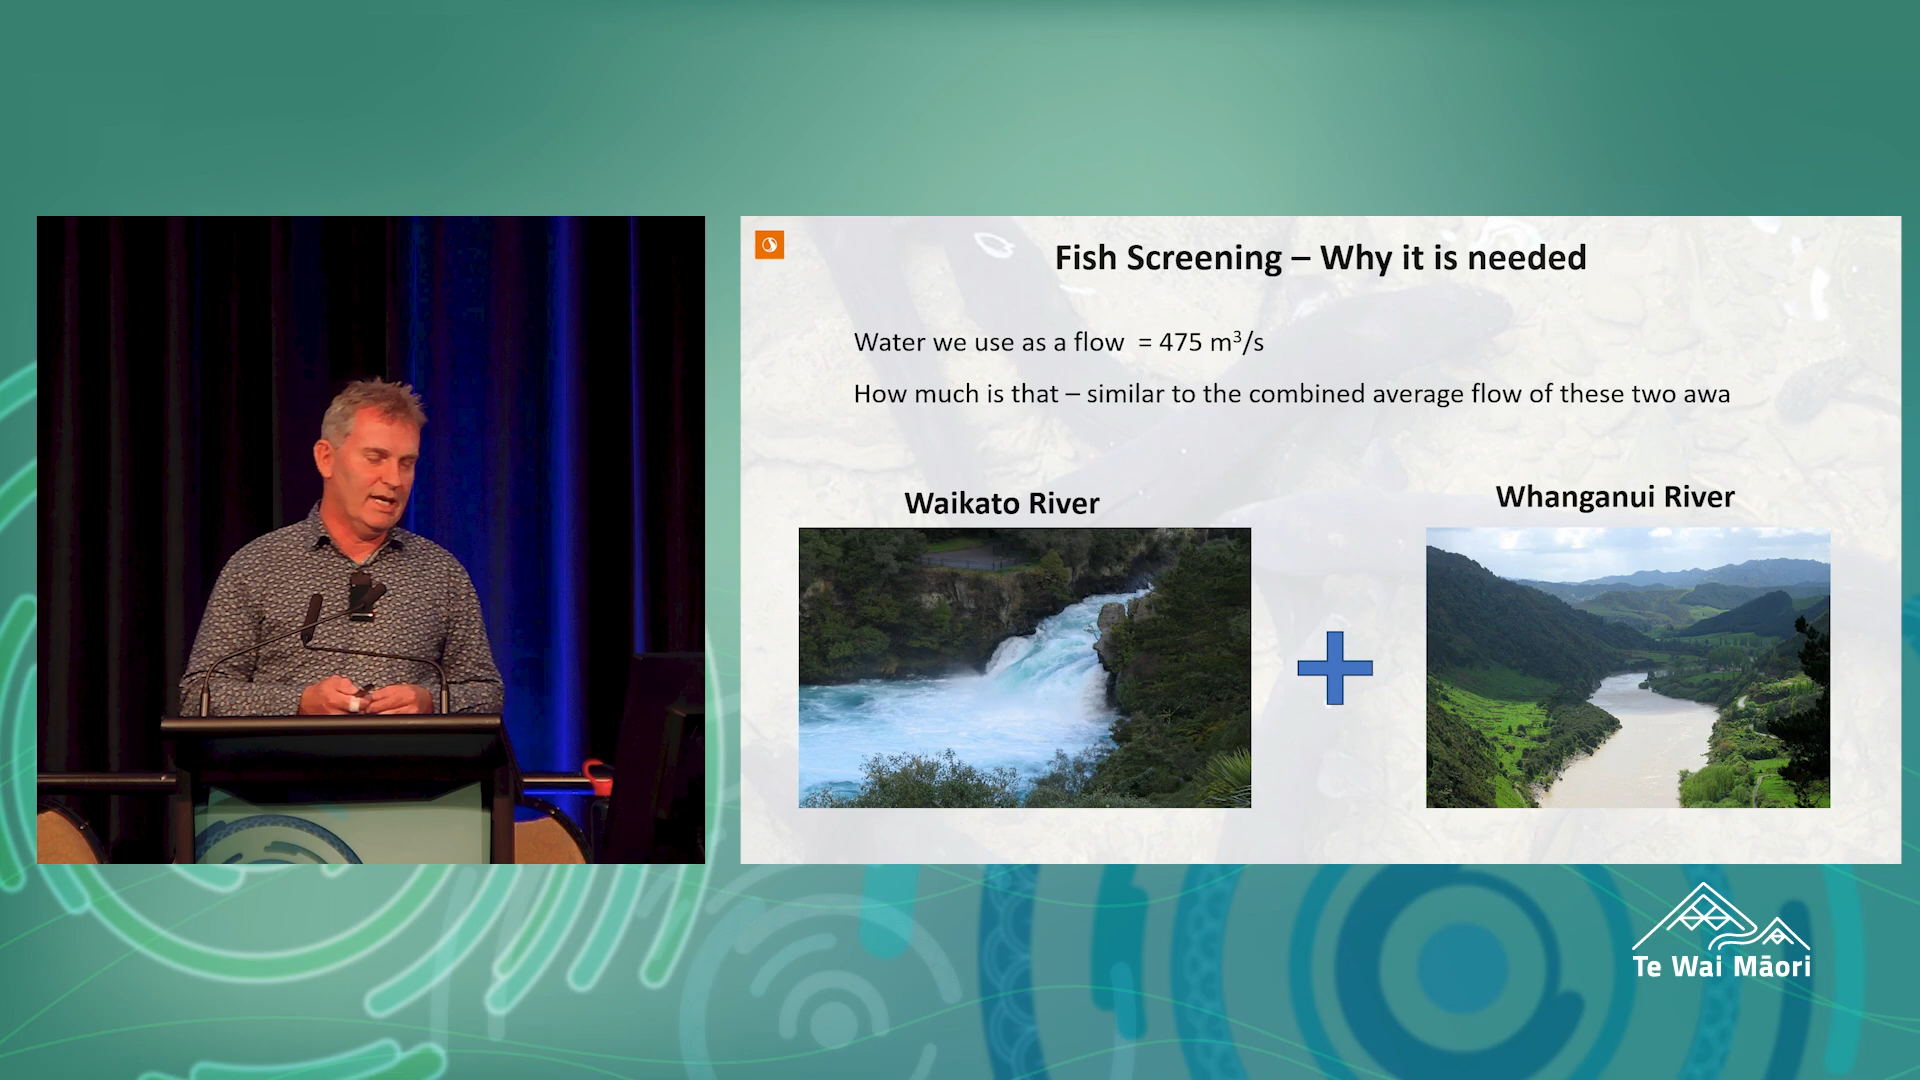 Fish Screening – Why it is needed
Water we use as a flow = 475 m³/s
How much is that – similar to the combined average flow of these two awa
Waikato River
Whanganui River
Te Wai Māori